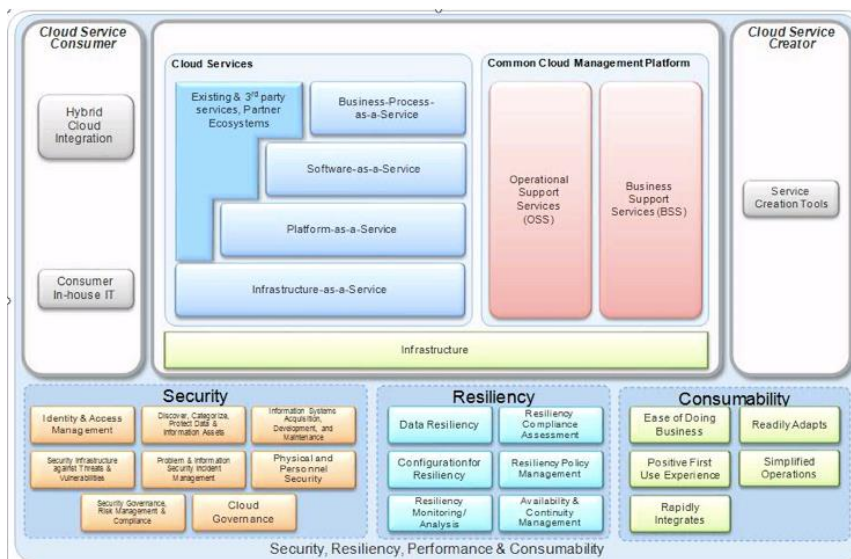 Cloud Service
Consumer
Hybrid
Cloud
Integration
Consumer
In-house IT
Cloud Services
Existing & 3rd party
services, Partner
Ecosystems
Business-Process-
as-a-Service
Software-as-a-Service
Platform-as-a-Service
Infrastructure-as-a-Service
Common Cloud Management Platform
Operational
Support
Services
(OSS)
Business
Support
Services (BSS)
Infrastructure
Cloud Service
Creator
Service
Creation Tools
Security
Identity & Access
Management
Discover, Categorize,
Protect Data &
Information Assets
Information Systems
Acquisition,
Development, and
Maintenance
Security Infrastructure
against Threats &
Vulnerabilities
Problem & Information
Security Incident
Management
Physical and
Personnel
Security
Security Governance,
Risk Management &
Compliance
Cloud
Governance
Resiliency
Data Resiliency
Resiliency
Compliance
Assessment
Configuration for
Resiliency
Resiliency Policy
Management
Resiliency
Monitoring/
Analysis
Availability &
Continuity
Management
Consumability
Ease of Doing
Business
Readily Adapts
Positive First
Use Experience
Simplified
Operations
Rapidly
Integrates
Security, Resiliency, Performance & Consumability